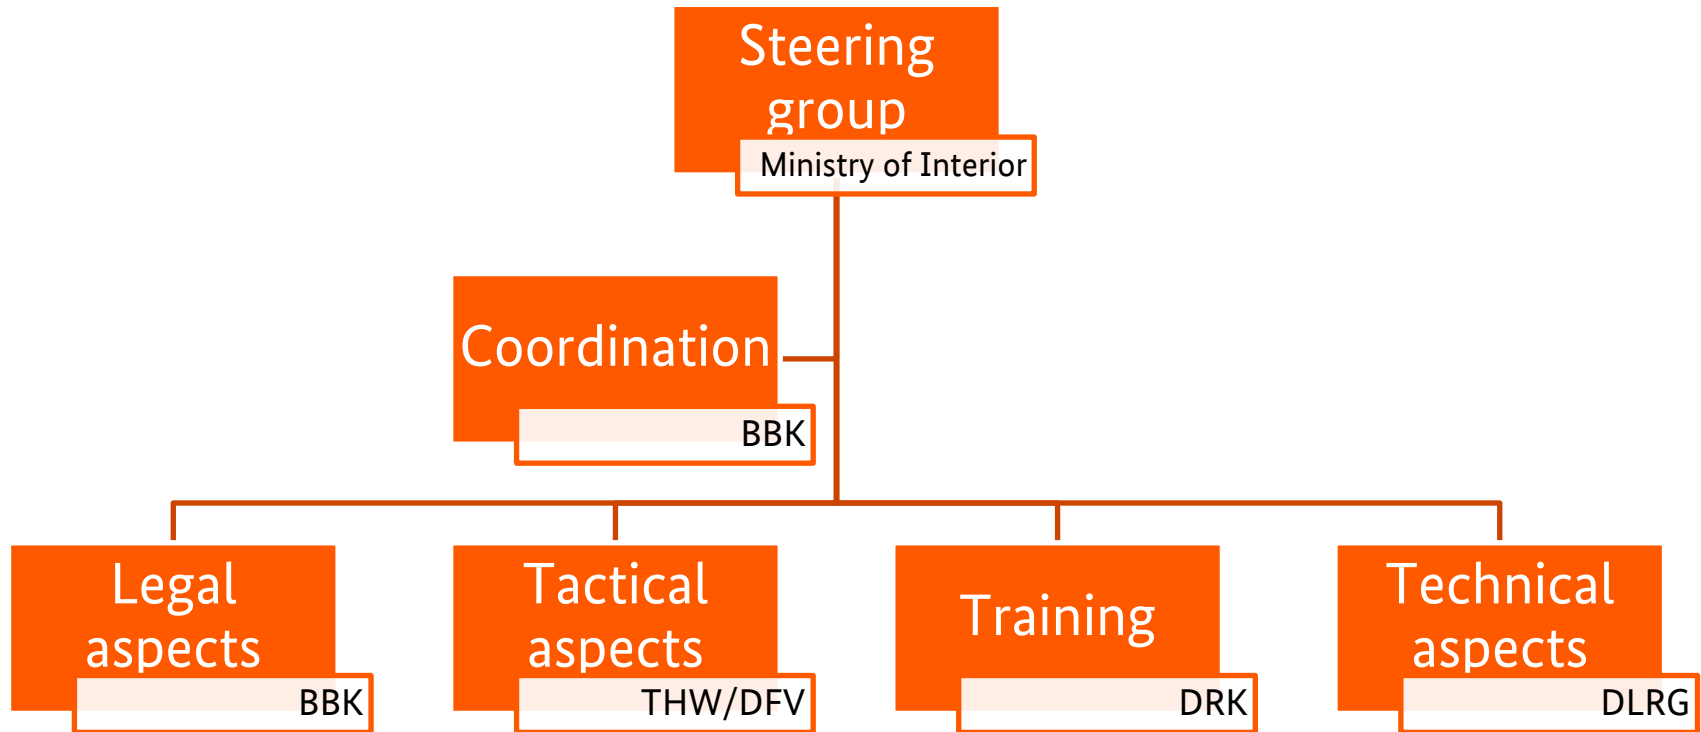 Steering
group
Ministry of Interior
Coordination
BBK
Legal
aspects
BBK
Tactical
aspects
THW/DFV
Training
DRK
Technical
aspects
DLRG